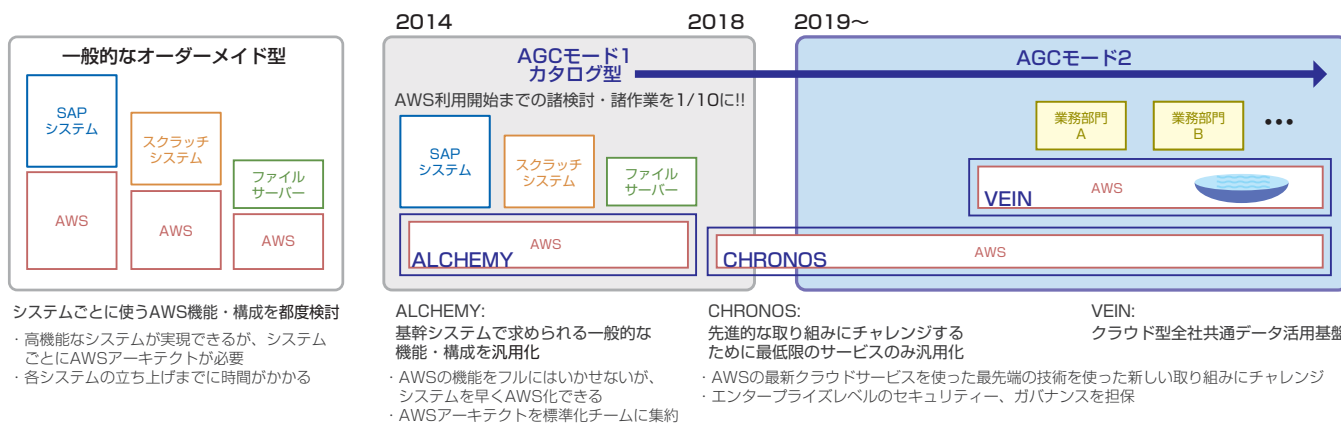 2014
2018
2019～
一般的なオーダーメイド型
SAP
システム
スクラッチ
システム
ファイル
サーバー
AWS
AWS
AWS
システムごとに使うAWS機能・構成を都度検討
・高機能なシステムが実現できるが、システム
ごとにAWSアーキテクトが必要
・各システムの立ち上げまでに時間がかかる
AGCモード1
カタログ型
AWS利用開始までの諸検討・諸作業を1/10に!!
SAP
システム
スクラッチ
システム
ファイル
サーバー
AWS
ALCHEMY
AGCモード2
業務部門
A
業務部門
B
•••
AWS
VEIN
AWS
CHRONOS
ALCHEMY:
基幹システムで求められる一般的な
機能・構成を汎用化
・AWSの機能をフルにはいかせないが、
システムを早くAWS化できる
・AWSアーキテクトを標準化チームに集約
CHRONOS:
先進的な取り組みにチャレンジする
ために最低限のサービスのみ汎用化
VEIN:
クラウド型全社共通データ活用基盤
・AWSの最新クラウドサービスを使った最先端の技術を使った新しい取り組みにチャレンジ
・エンタープライズレベルのセキュリティー、ガバナンスを担保